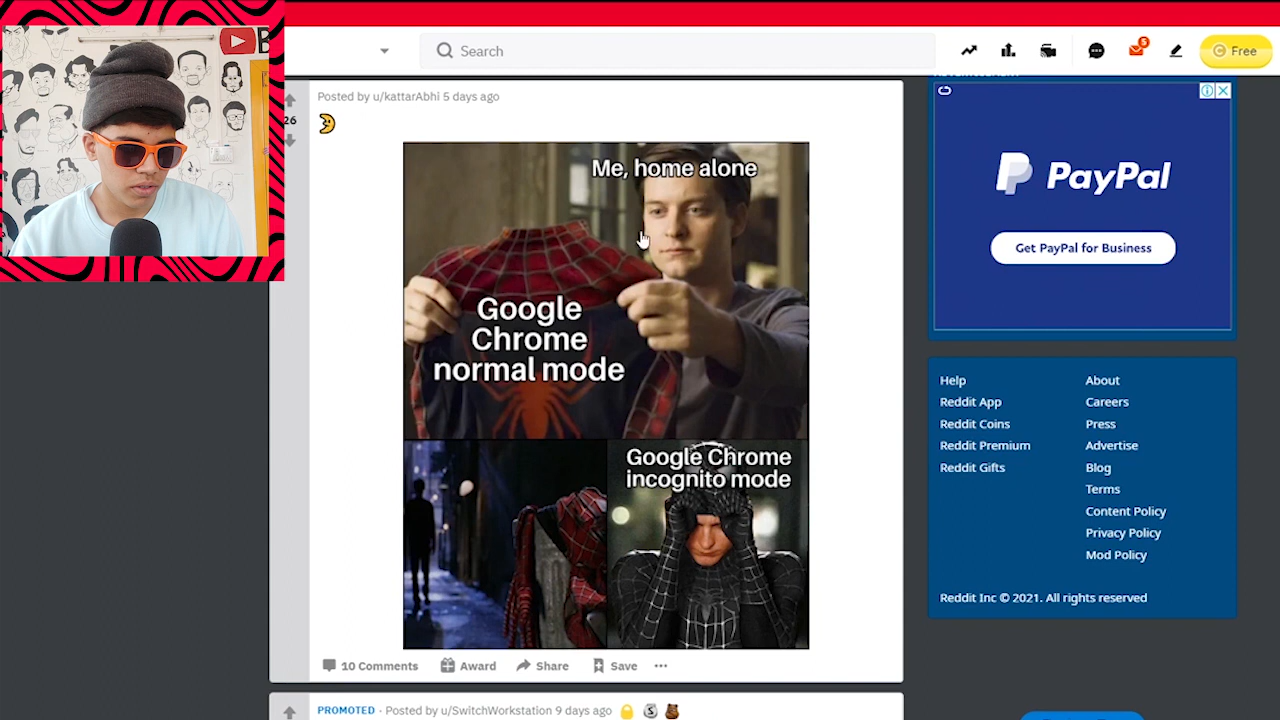 Search
5
Free
Posted by u/kattarAbhi 5 days ago
26
Me, home alone
Google
Chrome
normal mode
Google Chrome
incognito mode
10 Comments
Award
Share
Save
PROMOTED · Posted by u/SwitchWorkstation 9 days ago
PayPal
Get PayPal for Business
Help
About
Reddit App
Careers
Reddit Coins
Press
Reddit Premium
Advertise
Reddit Gifts
Blog
Terms
Content Policy
Privacy Policy
Mod Policy
Reddit Inc © 2021. All rights reserved